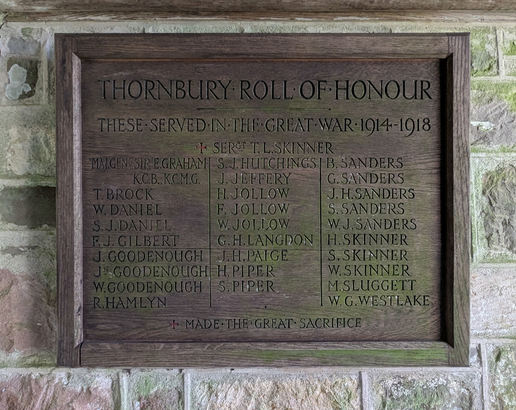 THORNBURY·ROLL·OF·HONOUR
THESE·SERVED·IN·THE·GREAT·WAR·1914-1918
+ SERGT T.L.SKINNER
MAJ.GEN.SIR.E.GRAHAM
K.C.B., K.C.M.G.
T. BROCK
W. DANIEL
S. J. DANIEL
F. J. GILBERT
J. GOODENOUGH
JNO GOODENOUGH
W. GOODENOUGH
R. HAMLYN
S. J. HUTCHINGS
J. JEFFERY
H. JOLLOW
F. JOLLOW
W. JOLLOW
G. H. LANGDON
J. H. PAIGE
H. PIPER
S. PIPER
B. SANDERS
G. SANDERS
J. H. SANDERS
S. SANDERS
W. J. SANDERS
H. SKINNER
S. SKINNER
W. SKINNER
M. SLUGGETT
W. G. WESTLAKE
+ MADE·THE·GREAT·SACRIFICE